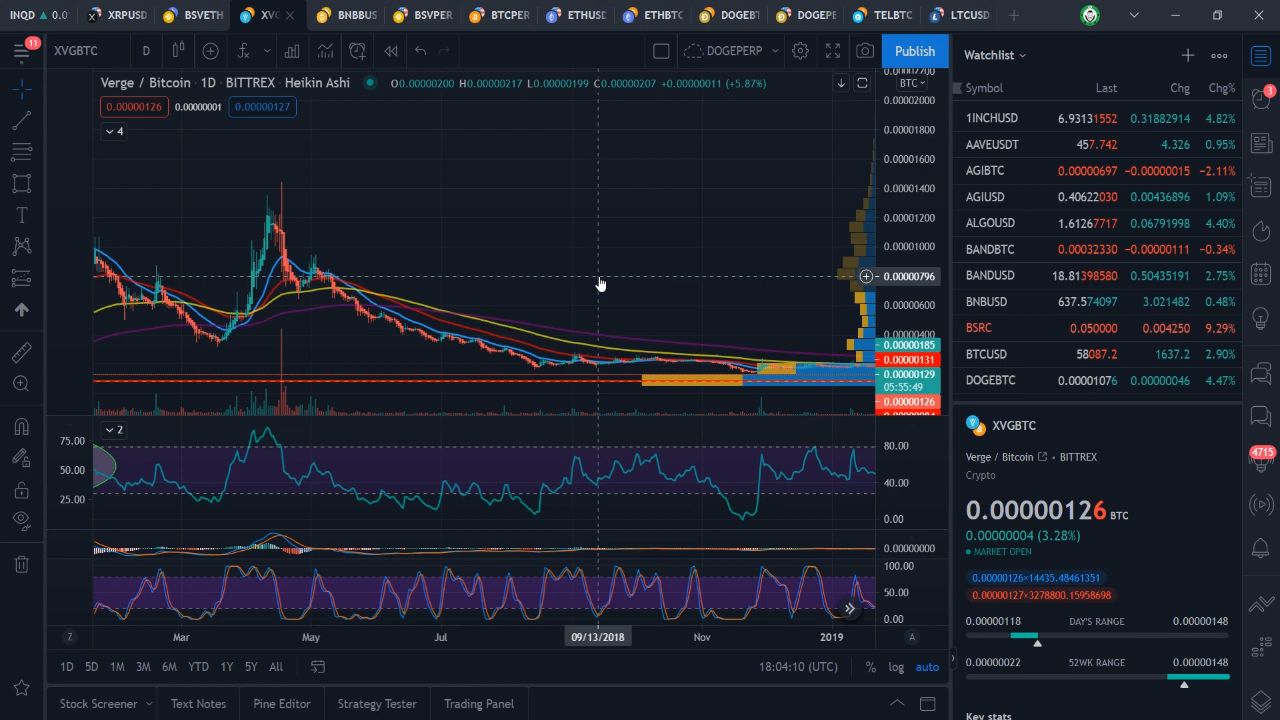 INQD ▲ 0.0
XRPUSD
BSVETH
XVG
BNBBUS
BSVPER
BTCPER
ETHUSD
ETHBTC
DOGEBT
DOGEPE
TELBTC
LTCUSD
11
XVGBTC
D
DOGEPERP
Publish
Watchlist
Verge / Bitcoin · 1D · BITTREX · Heikin Ashi
O0.00000200 H0.00000217 L0.00000199 C0.00000207 +0.00000011 (+5.87%)
BTC
0.00000126
0.00000001
0.00000127
4
0.00002000
0.00001800
0.00001600
0.00001400
0.00001200
0.00001000
0.00000796
0.00000600
0.00000400
0.00000185
0.00000131
0.00000129
05:55:49
0.00000126
2
75.00
50.00
25.00
80.00
40.00
0.00
0.00000000
100.00
50.00
0.00
Z
Mar
May
Jul
09/13/2018
Nov
2019
A
1D
5D
1M
3M
6M
YTD
1Y
5Y
All
18:04:10 (UTC)
%
log
auto
Stock Screener
Text Notes
Pine Editor
Strategy Tester
Trading Panel
Symbol Last Chg Chg%
1INCHUSD 6.93131552 0.31882914 4.82%
AAVEUSDT 457.742 4.326 0.95%
AGIBTC 0.00000697 −0.00000015 −2.11%
AGIUSD 0.40622030 0.00436896 1.09%
ALGOUSD 1.61267717 0.06791998 4.40%
BANDBTC 0.00032330 −0.00000111 −0.34%
BANDUSD 18.81398580 0.50435191 2.75%
BNBUSD 637.574097 3.021482 0.48%
BSRC 0.050000 0.004250 9.29%
BTCUSD 58087.2 1637.2 2.90%
DOGEBTC 0.00001076 0.00000046 4.47%
XVGBTC
Verge / Bitcoin · BITTREX
Crypto
0.00000126 BTC
0.00000004 (3.28%)
MARKET OPEN
0.00000126×14435.48461351
0.00000127×3278800.15958698
0.00000118 DAY'S RANGE 0.00000148
0.00000022 52WK RANGE 0.00000148
Key stats
3
4715